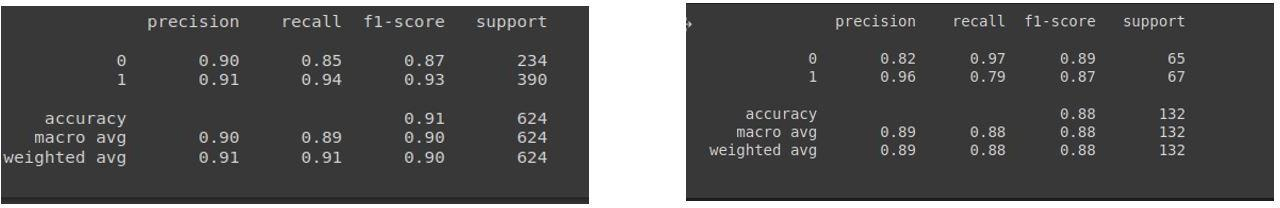 precision recall f1-score support
0 0.90 0.85 0.87 234
1 0.91 0.94 0.93 390
accuracy 0.91 624
macro avg 0.90 0.89 0.90 624
weighted avg 0.91 0.91 0.90 624
precision recall f1-score support
0 0.82 0.97 0.89 65
1 0.96 0.79 0.87 67
accuracy 0.88 132
macro avg 0.89 0.88 0.88 132
weighted avg 0.89 0.88 0.88 132